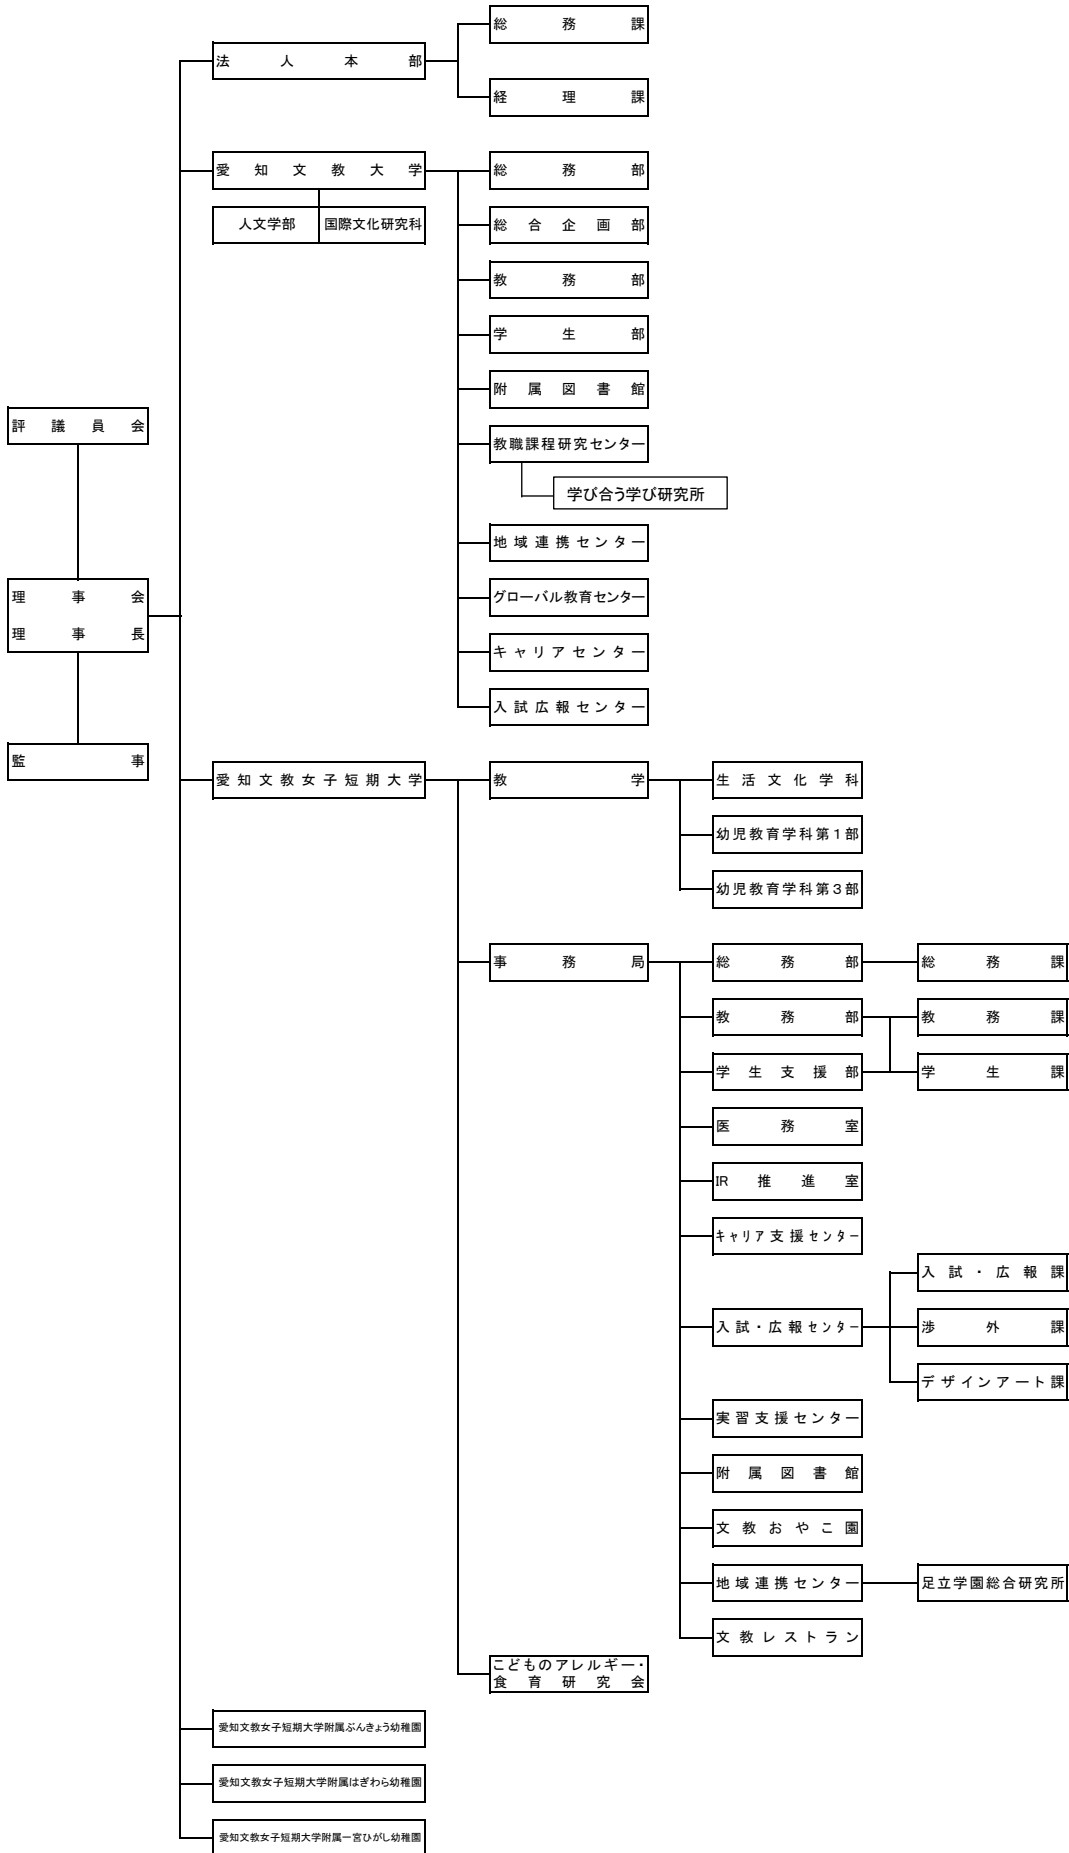 総務課
法人本部
経理課
愛知文教大学
総務部
人文学部
国際文化研究科
総合企画部
教務部
学生部
附属図書館
評議員会
教職課程研究センター
学び合う学び研究所
地域連携センター
理事会
理事長
グローバル教育センター
キャリアセンター
入試広報センター
監事
愛知文教女子短期大学
教学
生活文化学科
幼児教育学科第1部
幼児教育学科第3部
事務局
総務部
総務課
教務部
教務課
学生支援部
学生課
医務室
IR推進室
キャリア支援センター
入試・広報課
入試・広報センター
渉外課
デザインアート課
実習支援センター
附属図書館
文教おやこ園
地域連携センター
足立学園総合研究所
文教レストラン
こどものアレルギー・
食育研究会
愛知文教女子短期大学附属ぶんきょう幼稚園
愛知文教女子短期大学附属はぎわら幼稚園
愛知文教女子短期大学附属一宮ひがし幼稚園